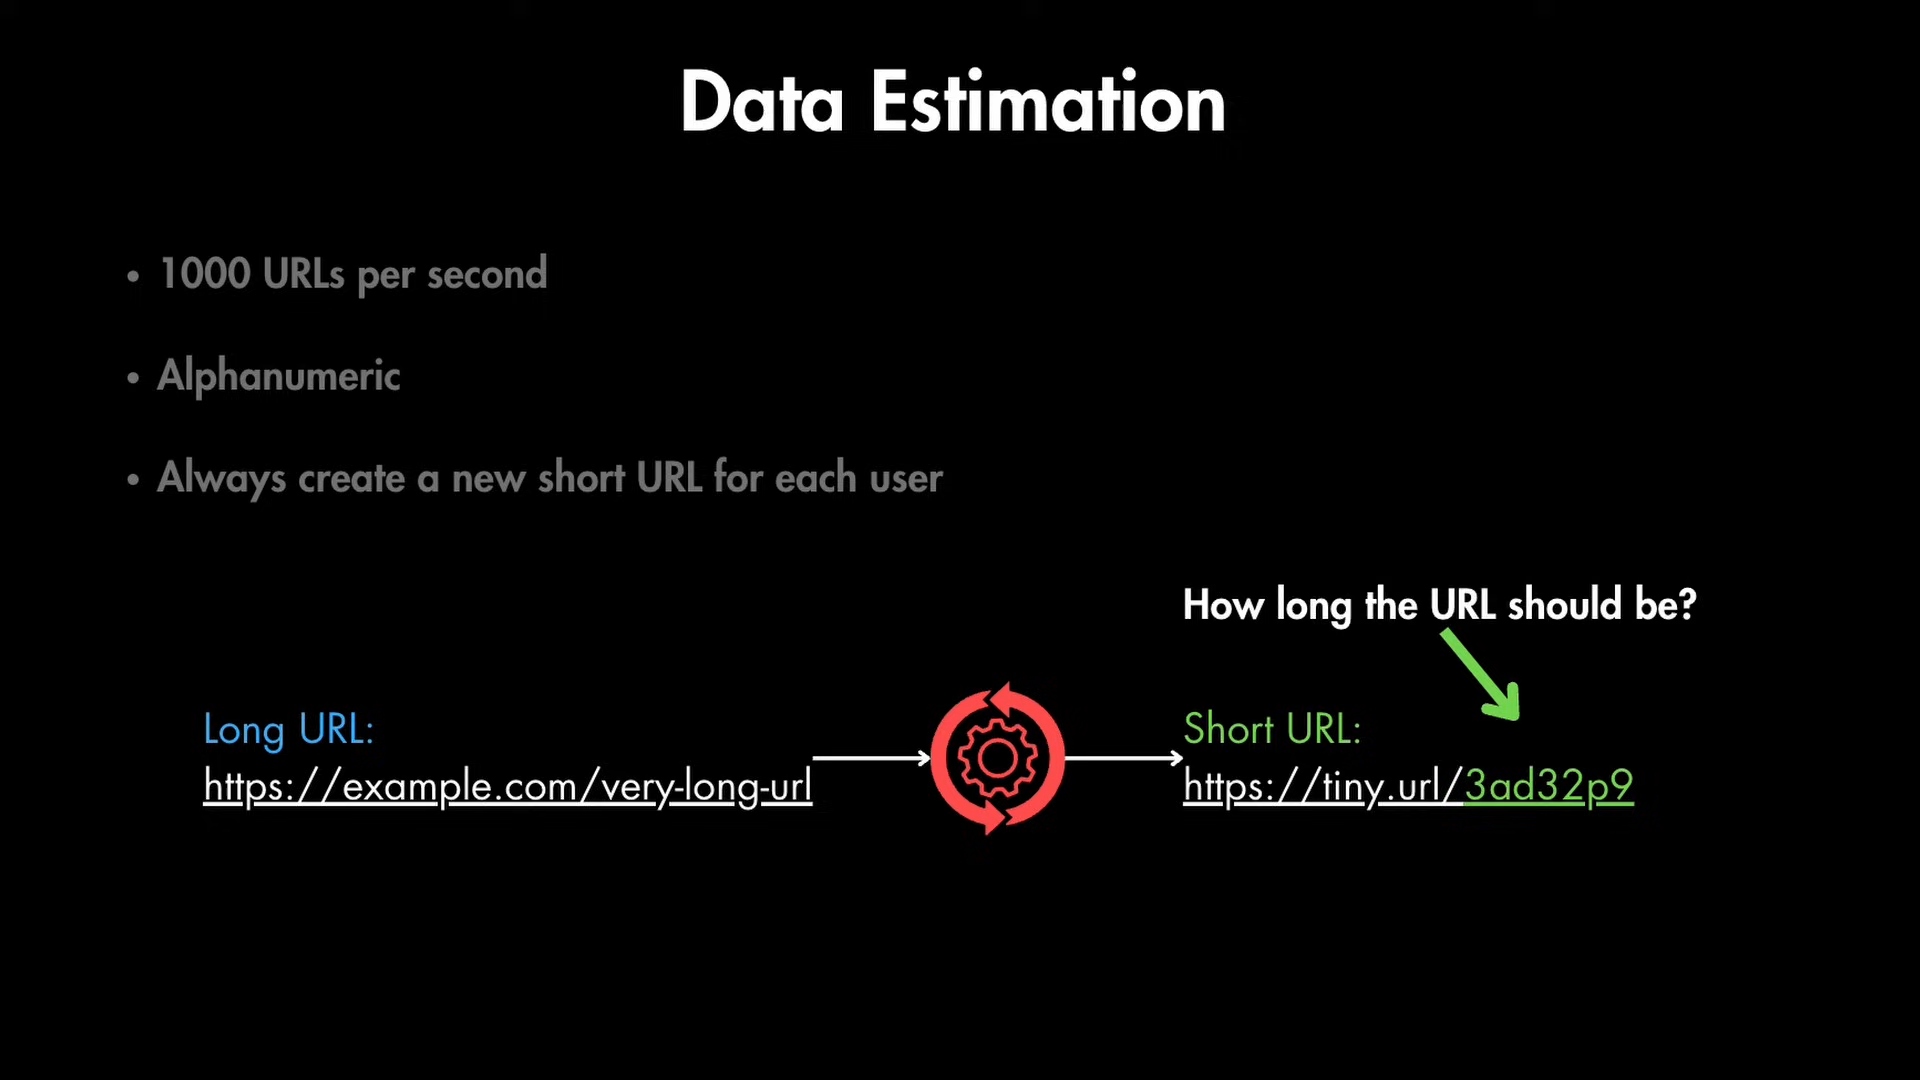 Data Estimation
• 1000 URLs per second
• Alphanumeric
• Always create a new short URL for each user
How long the URL should be?
Long URL:
https://example.com/very-long-url
Short URL:
https://tiny.url/3ad32p9